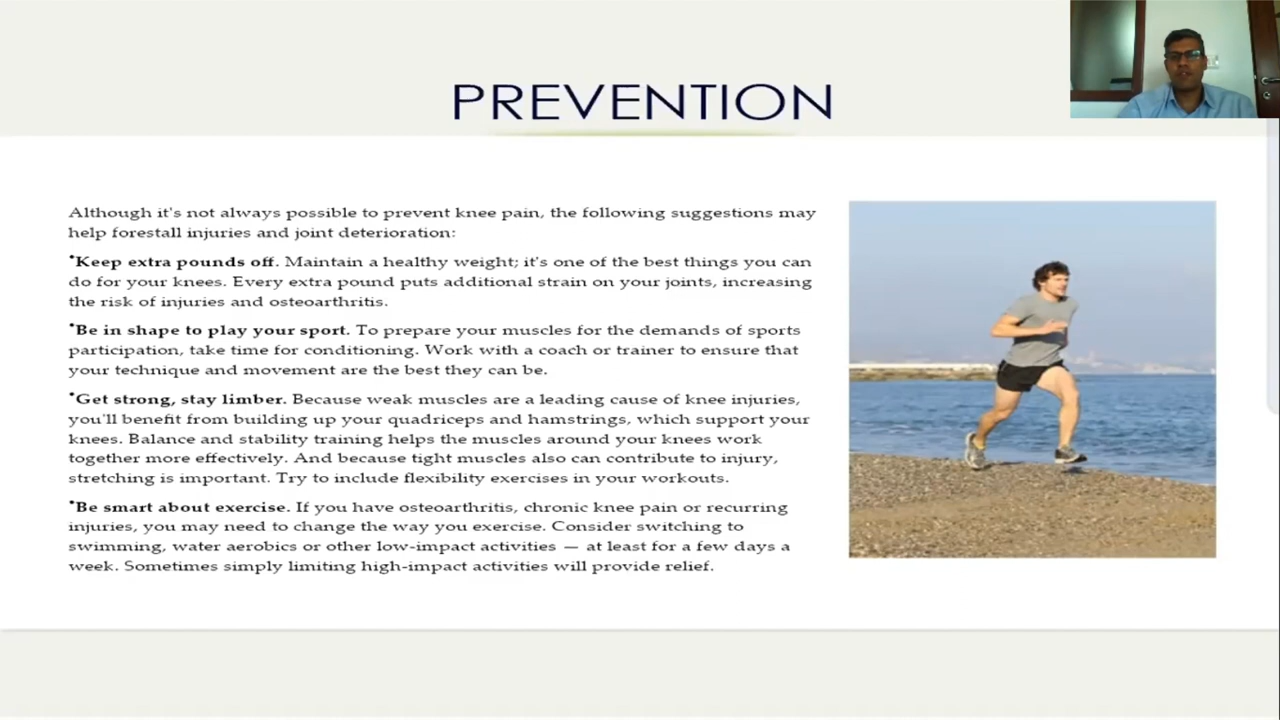 PREVENTION
Although it's not always possible to prevent knee pain, the following suggestions may
help forestall injuries and joint deterioration:
•Keep extra pounds off. Maintain a healthy weight; it's one of the best things you can
do for your knees. Every extra pound puts additional strain on your joints, increasing
the risk of injuries and osteoarthritis.
•Be in shape to play your sport. To prepare your muscles for the demands of sports
participation, take time for conditioning. Work with a coach or trainer to ensure that
your technique and movement are the best they can be.
•Get strong, stay limber. Because weak muscles are a leading cause of knee injuries,
you'll benefit from building up your quadriceps and hamstrings, which support your
knees. Balance and stability training helps the muscles around your knees work
together more effectively. And because tight muscles also can contribute to injury,
stretching is important. Try to include flexibility exercises in your workouts.
•Be smart about exercise. If you have osteoarthritis, chronic knee pain or recurring
injuries, you may need to change the way you exercise. Consider switching to
swimming, water aerobics or other low-impact activities — at least for a few days a
week. Sometimes simply limiting high-impact activities will provide relief.